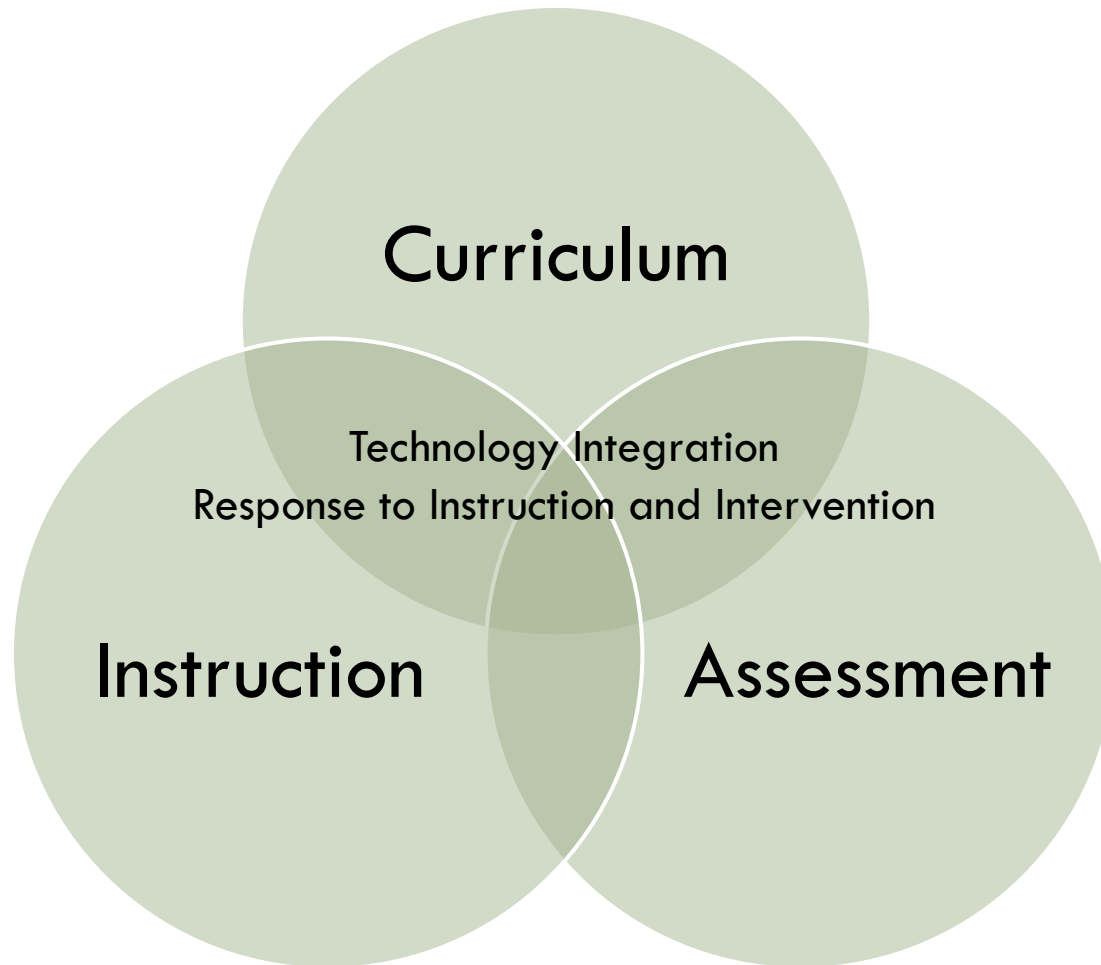 Curriculum
Technology Integration
Response to Instruction and Intervention
Instruction
Assessment